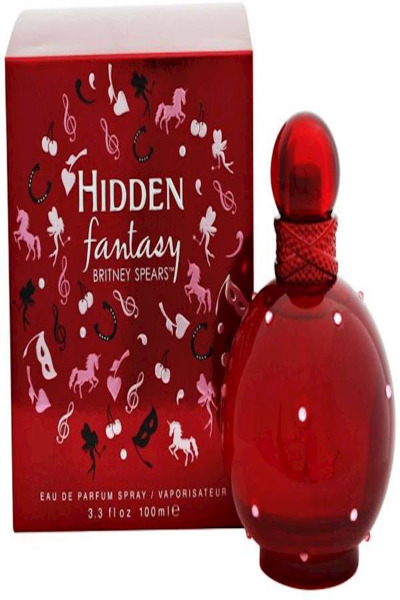 HIDDEN
fantasy
BRITNEY SPEARS™
EAU DE PARFUM SPRAY / VAPORISATEUR
3.3 fl oz 100ml e